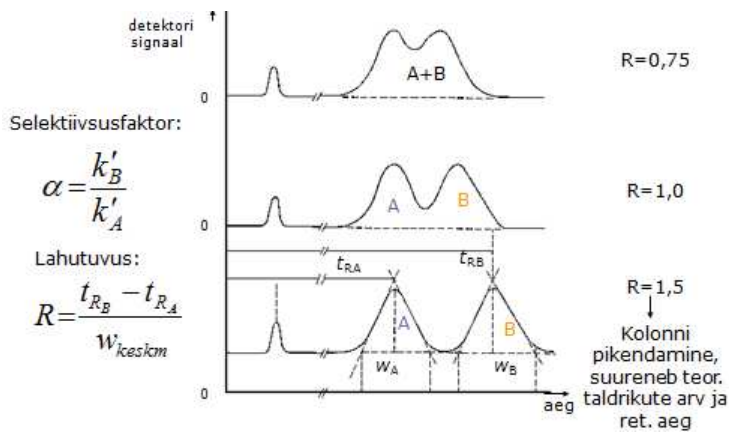 detektori
signaal
A+B
R=0,75
0
Selektiivsusfaktor:
α = k'B / k'A
A
B
R=1,0
0
Lahutuvus:
tRA
tRB
R = tRB − tRA / wkeskm
R=1,5
A
B
Kolonni
pikendamine,
suureneb teor.
taldrikute arv ja
ret. aeg
wA
wB
0
aeg